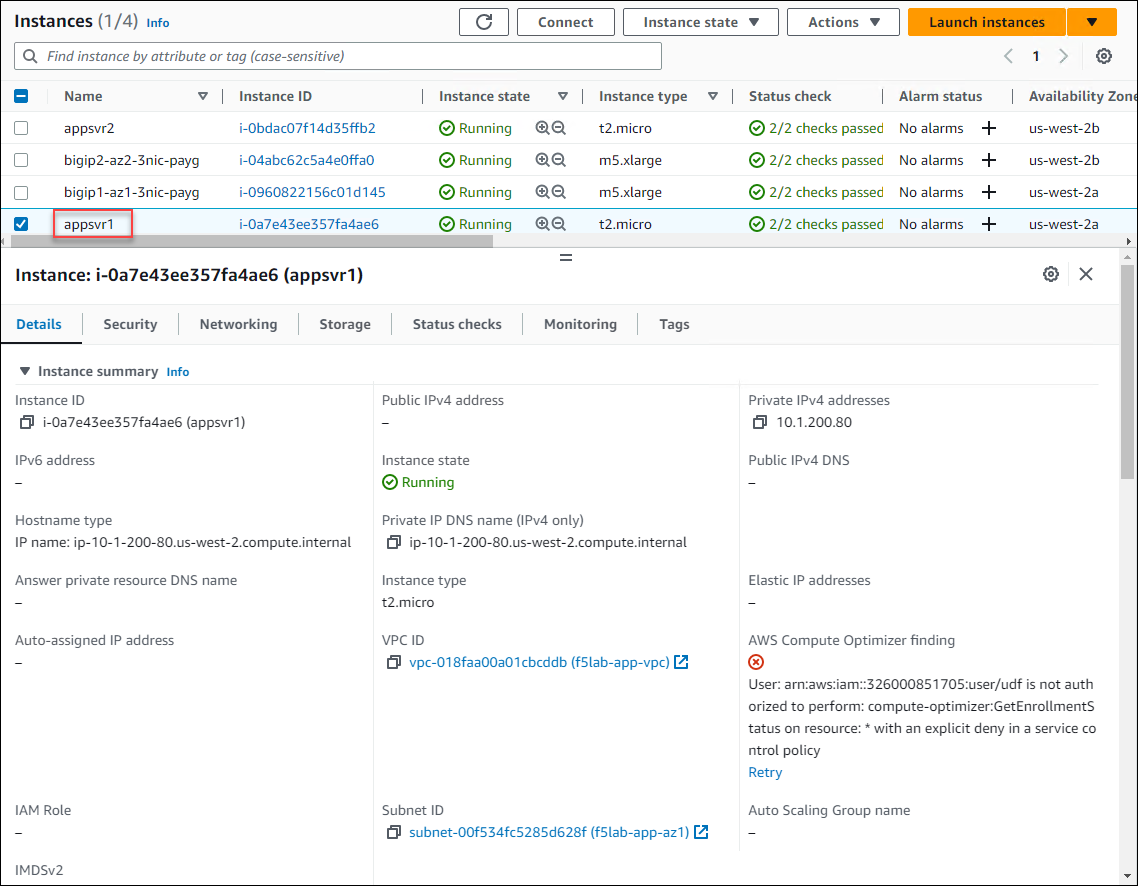 Instances (1/4) Info
Connect
Instance state
Actions
Launch instances
Find instance by attribute or tag (case-sensitive)
1
Name Instance ID Instance state Instance type Status check Alarm status Availability Zone
appsvr2 i-0bdac07f14d35ffb2 Running t2.micro 2/2 checks passed No alarms us-west-2b
bigip2-az2-3nic-payg i-04abc62c5a4e0ffa0 Running m5.xlarge 2/2 checks passed No alarms us-west-2b
bigip1-az1-3nic-payg i-0960822156c01d145 Running m5.xlarge 2/2 checks passed No alarms us-west-2a
appsvr1 i-0a7e43ee357fa4ae6 Running t2.micro 2/2 checks passed No alarms us-west-2a
Instance: i-0a7e43ee357fa4ae6 (appsvr1)
Details Security Networking Storage Status checks Monitoring Tags
Instance summary Info
Instance ID
i-0a7e43ee357fa4ae6 (appsvr1)
Public IPv4 address
–
Private IPv4 addresses
10.1.200.80
IPv6 address
–
Instance state
Running
Public IPv4 DNS
–
Hostname type
IP name: ip-10-1-200-80.us-west-2.compute.internal
Private IP DNS name (IPv4 only)
ip-10-1-200-80.us-west-2.compute.internal
Answer private resource DNS name
–
Instance type
t2.micro
Elastic IP addresses
–
Auto-assigned IP address
–
VPC ID
vpc-018faa00a01cbcddb (f5lab-app-vpc)
AWS Compute Optimizer finding
User: arn:aws:iam::326000851705:user/udf is not auth
orized to perform: compute-optimizer:GetEnrollmentS
tatus on resource: * with an explicit deny in a service co
ntrol policy
Retry
IAM Role
–
Subnet ID
subnet-00f534fc5285d628f (f5lab-app-az1)
Auto Scaling Group name
–
IMDSv2